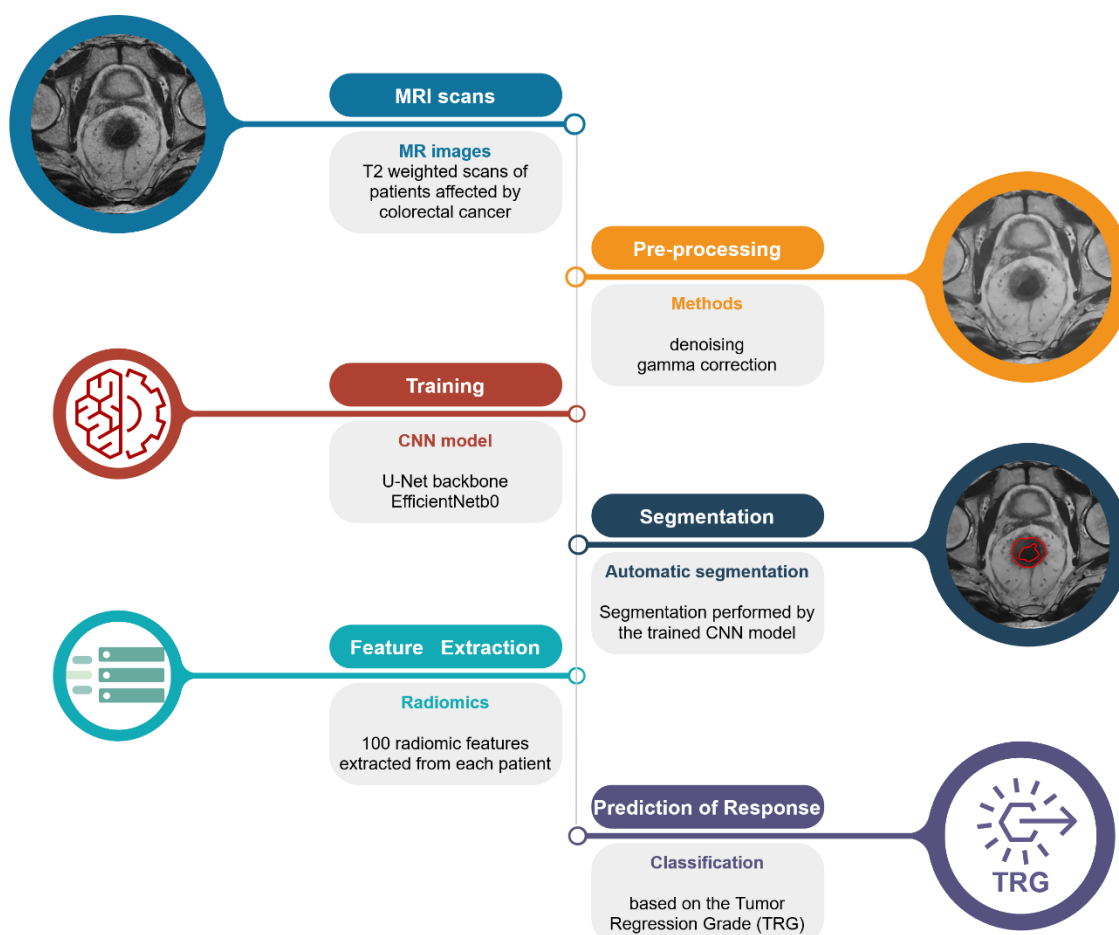 MRI scans
MR images
T2 weighted scans of
patients affected by
colorectal cancer
Pre-processing
Methods
denoising
gamma correction
Training
CNN model
U-Net backbone
EfficientNetb0
Segmentation
Automatic segmentation
Segmentation performed by
the trained CNN model
Feature Extraction
Radiomics
100 radiomic features
extracted from each patient
Prediction of Response
Classification
based on the Tumor
Regression Grade (TRG)
TRG